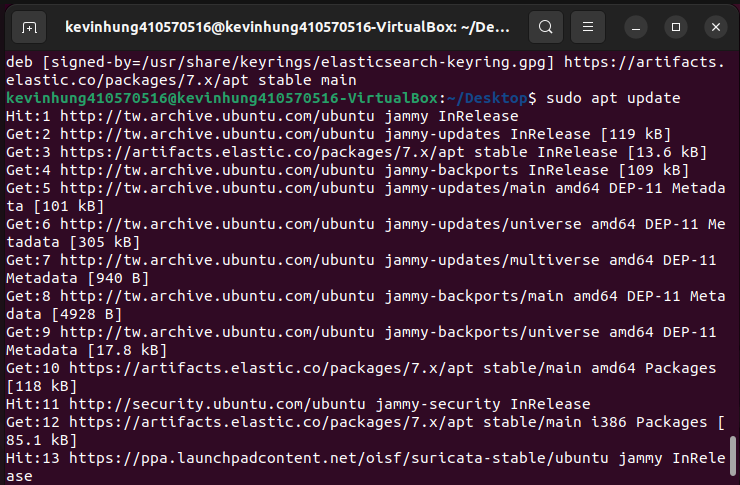 kevinhung410570516@kevinhung410570516-VirtualBox: ~/De...
deb [signed-by=/usr/share/keyrings/elasticsearch-keyring.gpg] https://artifacts.
elastic.co/packages/7.x/apt stable main
kevinhung410570516@kevinhung410570516-VirtualBox:~/Desktop$ sudo apt update
Hit:1 http://tw.archive.ubuntu.com/ubuntu jammy InRelease
Get:2 http://tw.archive.ubuntu.com/ubuntu jammy-updates InRelease [119 kB]
Get:3 https://artifacts.elastic.co/packages/7.x/apt stable InRelease [13.6 kB]
Get:4 http://tw.archive.ubuntu.com/ubuntu jammy-backports InRelease [109 kB]
Get:5 http://tw.archive.ubuntu.com/ubuntu jammy-updates/main amd64 DEP-11 Metada
ta [101 kB]
Get:6 http://tw.archive.ubuntu.com/ubuntu jammy-updates/universe amd64 DEP-11 Me
tadata [305 kB]
Get:7 http://tw.archive.ubuntu.com/ubuntu jammy-updates/multiverse amd64 DEP-11
Metadata [940 B]
Get:8 http://tw.archive.ubuntu.com/ubuntu jammy-backports/main amd64 DEP-11 Meta
data [4928 B]
Get:9 http://tw.archive.ubuntu.com/ubuntu jammy-backports/universe amd64 DEP-11
Metadata [17.8 kB]
Get:10 https://artifacts.elastic.co/packages/7.x/apt stable/main amd64 Packages
[118 kB]
Hit:11 http://security.ubuntu.com/ubuntu jammy-security InRelease
Get:12 https://artifacts.elastic.co/packages/7.x/apt stable/main i386 Packages [
85.1 kB]
Hit:13 https://ppa.launchpadcontent.net/oisf/suricata-stable/ubuntu jammy InRele
ase